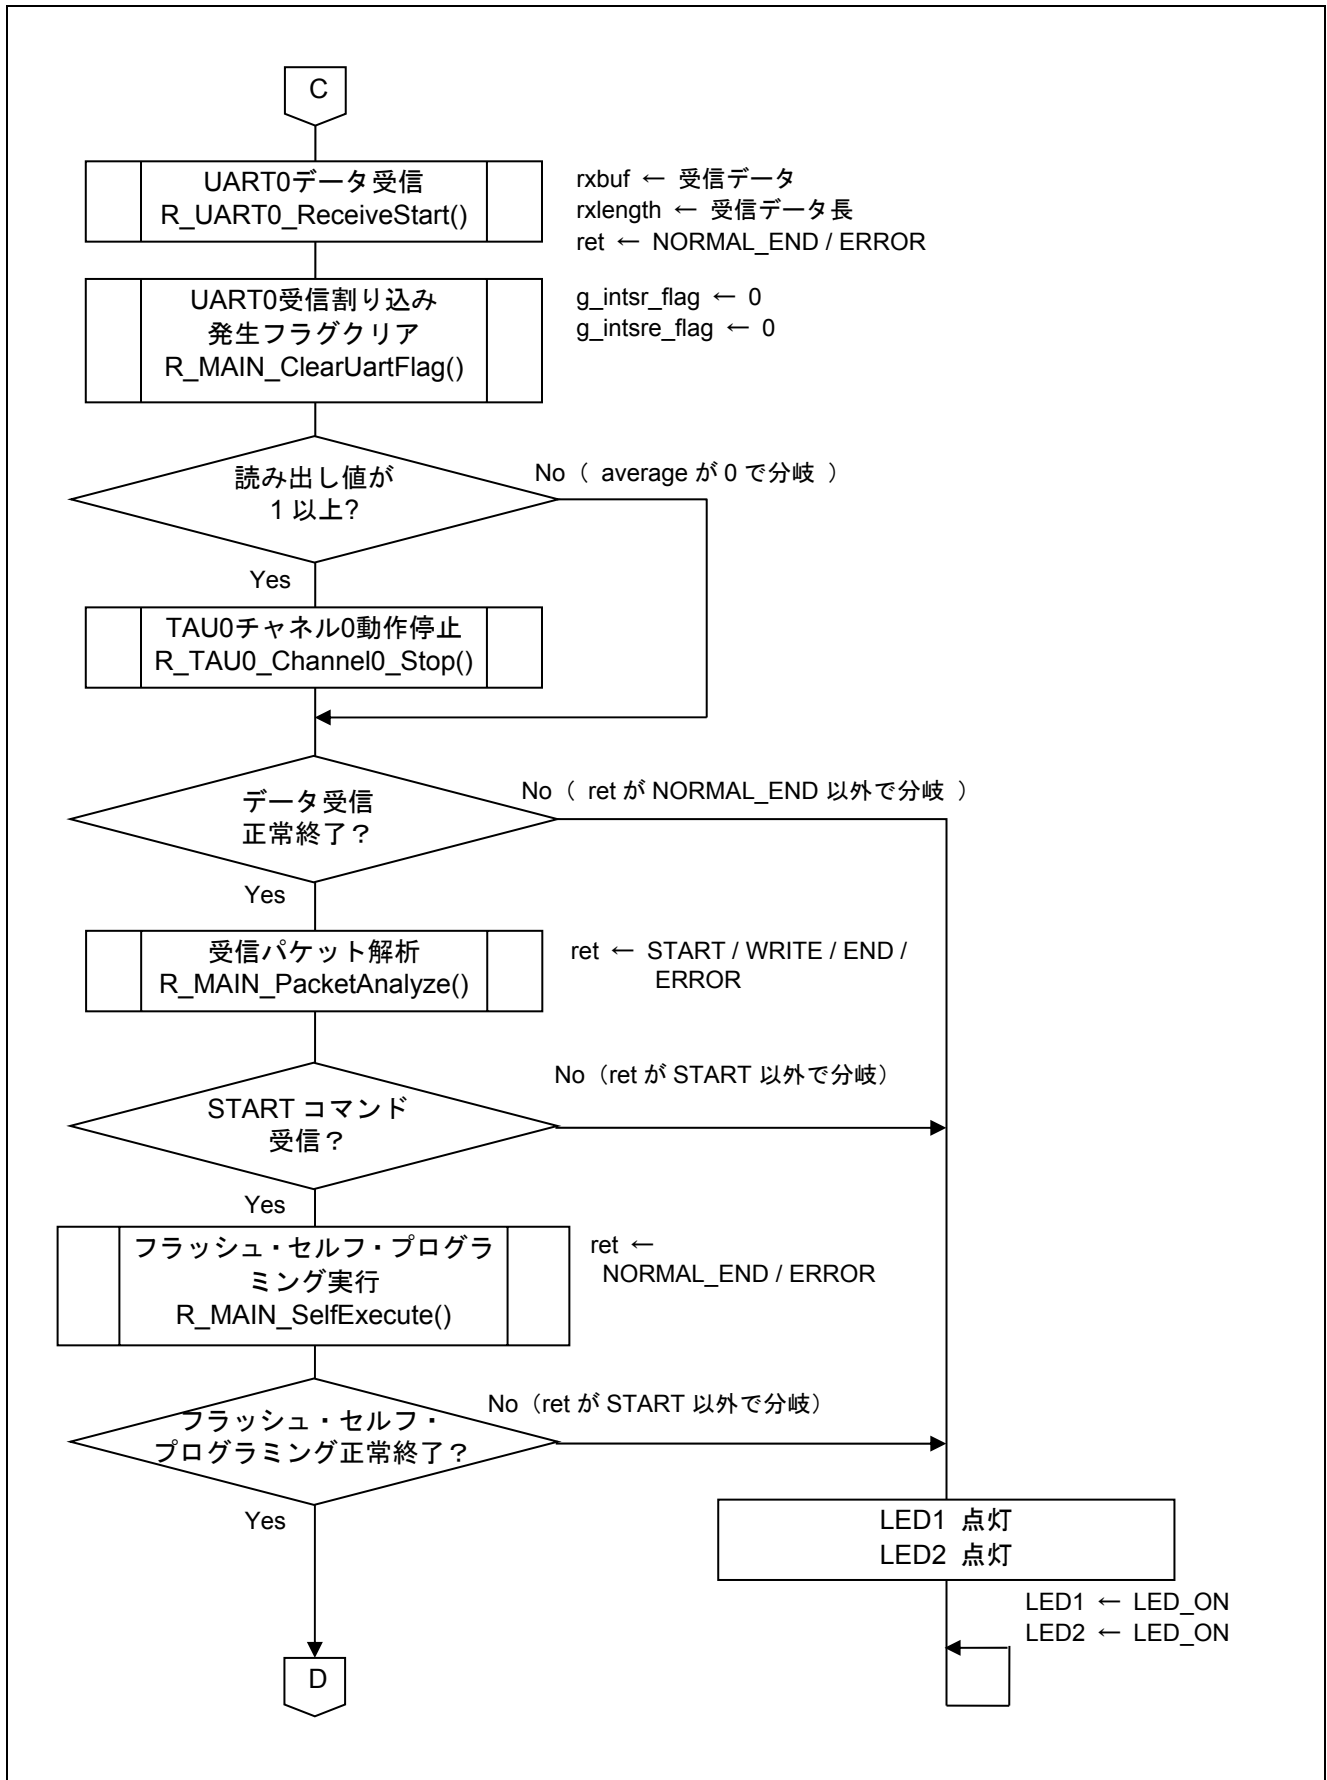 C
UART0データ受信
R_UART0_ReceiveStart()
rxbuf ← 受信データ
rxlength ← 受信データ長
ret ← NORMAL_END / ERROR
UART0受信割り込み
発生フラグクリア
R_MAIN_ClearUartFlag()
g_intsr_flag ← 0
g_intsre_flag ← 0
読み出し値が
1 以上?
No（ average が 0 で分岐 ）
Yes
TAU0チャネル0動作停止
R_TAU0_Channel0_Stop()
データ受信
正常終了？
No（ ret が NORMAL_END 以外で分岐 ）
Yes
受信パケット解析
R_MAIN_PacketAnalyze()
ret ← START / WRITE / END /
ERROR
START コマンド
受信？
No（ret が START 以外で分岐）
Yes
フラッシュ・セルフ・プログラ
ミング実行
R_MAIN_SelfExecute()
ret ←
NORMAL_END / ERROR
フラッシュ・セルフ・
プログラミング正常終了？
No（ret が START 以外で分岐）
Yes
LED1 点灯
LED2 点灯
LED1 ← LED_ON
LED2 ← LED_ON
D